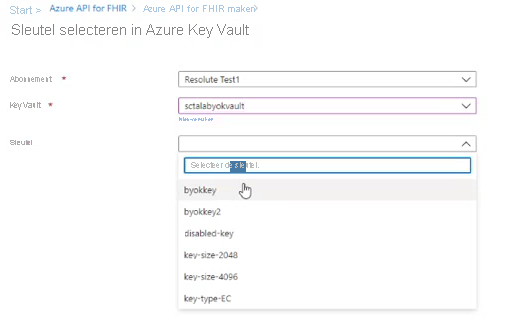 Start > Azure API for FHIR > Azure API for FHIR maken>
Sleutel selecteren in Azure Key Vault
Abonnement *
Resolute Test1
Key Vault *
sctalabyokvault
Sleutel
Selecteer de sleutel.
byokkey
byokkey2
disabled-key
key-size-2048
key-size-4096
key-type-EC